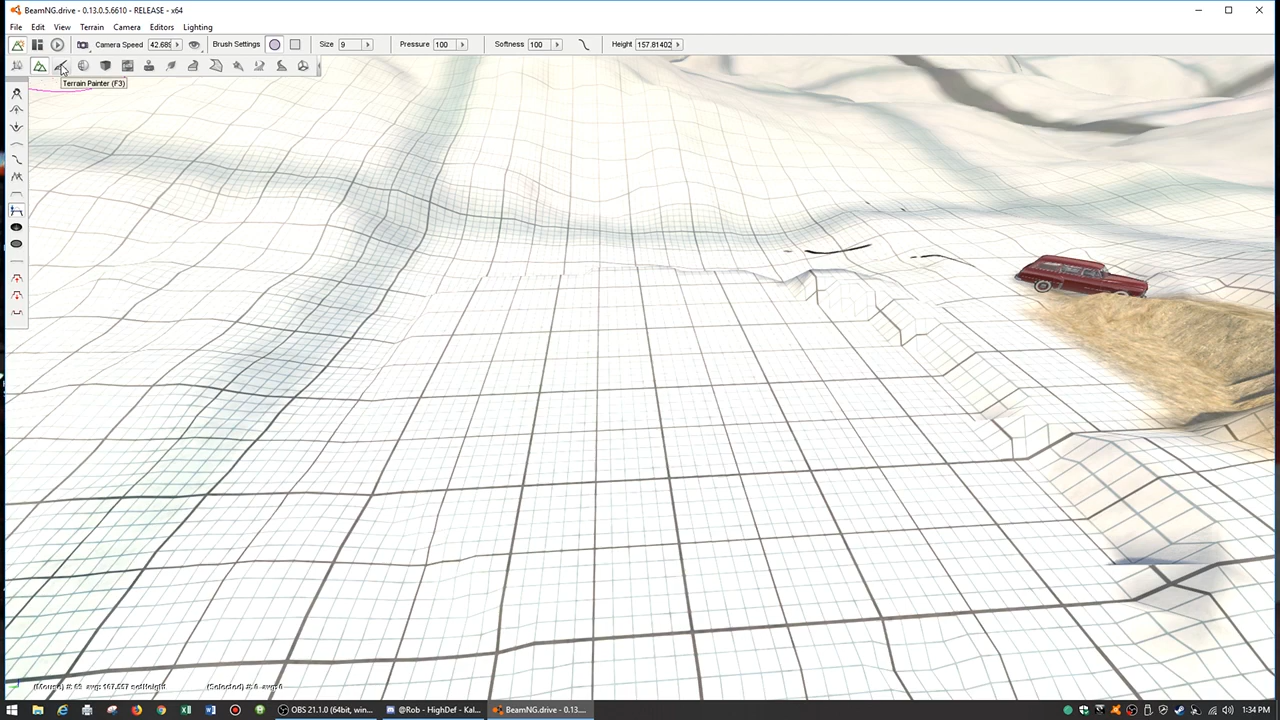 BeamNG.drive - 0.13.0.5.6610 - RELEASE - x64
File Edit View Terrain Camera Editors Lighting
Camera Speed 42.689 Brush Settings Size 9 Pressure 100 Softness 100 Height 157.81402
Terrain Painter (F3)
OBS 21.1.0 (64bit, win... @Rob - HighDef - Kal... BeamNG.drive - 0.13.... 1:34 PM